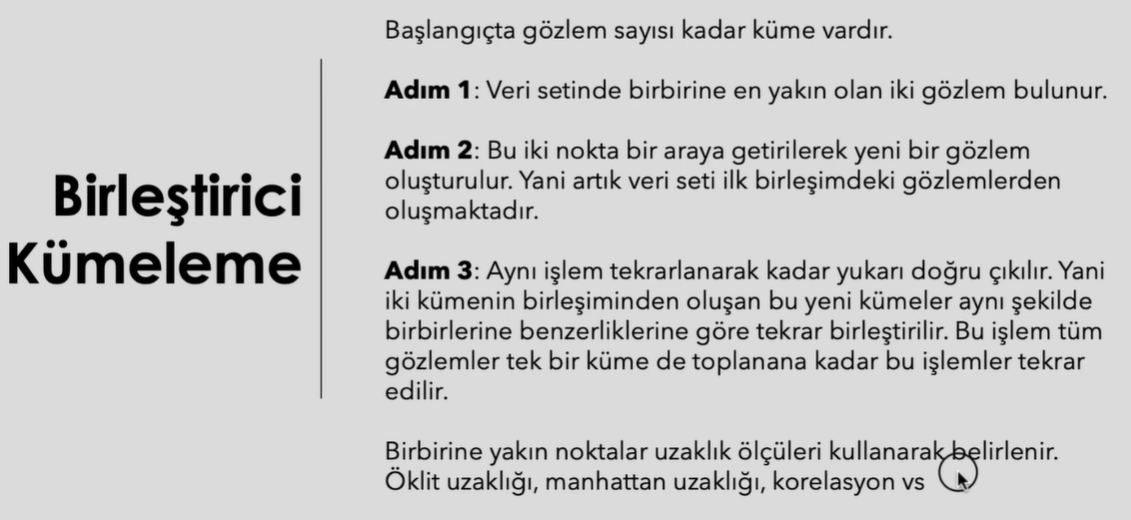 Birleştirici
Kümeleme
Başlangıçta gözlem sayısı kadar küme vardır.
Adım 1: Veri setinde birbirine en yakın olan iki gözlem bulunur.
Adım 2: Bu iki nokta bir araya getirilerek yeni bir gözlem
oluşturulur. Yani artık veri seti ilk birleşimdeki gözlemlerden
oluşmaktadır.
Adım 3: Aynı işlem tekrarlanarak kadar yukarı doğru çıkılır. Yani
iki kümenin birleşiminden oluşan bu yeni kümeler aynı şekilde
birbirlerine benzerliklerine göre tekrar birleştirilir. Bu işlem tüm
gözlemler tek bir küme de toplanana kadar bu işlemler tekrar
edilir.
Birbirine yakın noktalar uzaklık ölçüleri kullanarak belirlenir.
Öklit uzaklığı, manhattan uzaklığı, korelasyon vs